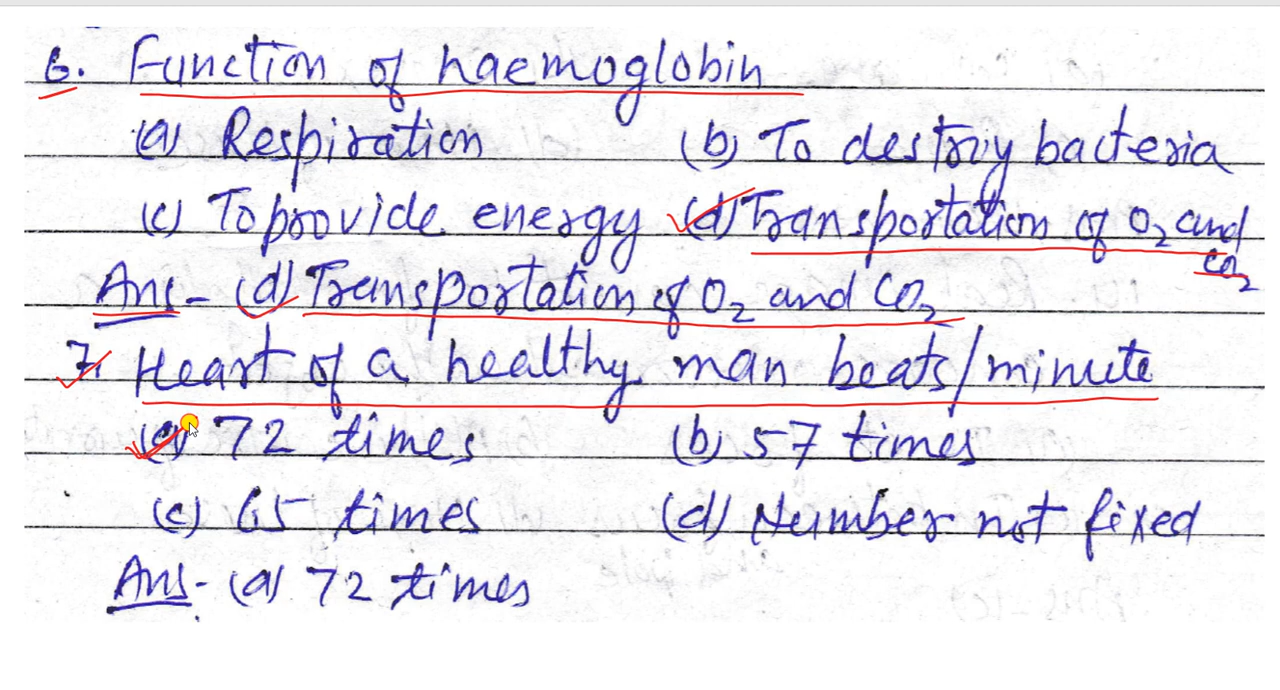 6. Function of haemoglobin
(a) Respiration (b) To destroy bacteria
(c) To provide energy (d) Transportation of O₂ and CO₂
Ans- (d) Transportation of O₂ and CO₂
7. Heart of a healthy man beats/minute
(a) 72 times (b) 57 times
(c) 65 times (d) Number not fixed
Ans- (a) 72 times